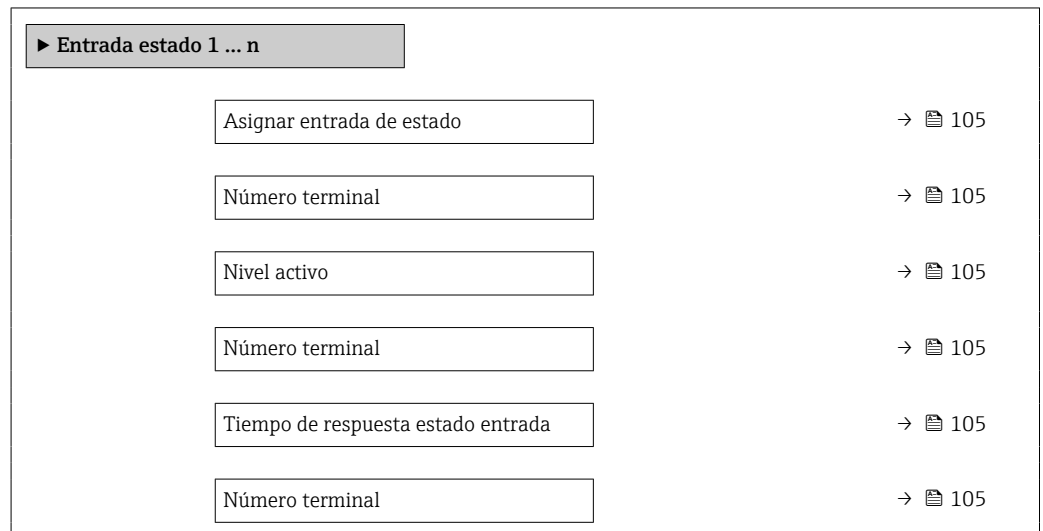 ▶ Entrada estado 1 ... n
Asignar entrada de estado → 105
Número terminal → 105
Nivel activo → 105
Número terminal → 105
Tiempo de respuesta estado entrada → 105
Número terminal → 105